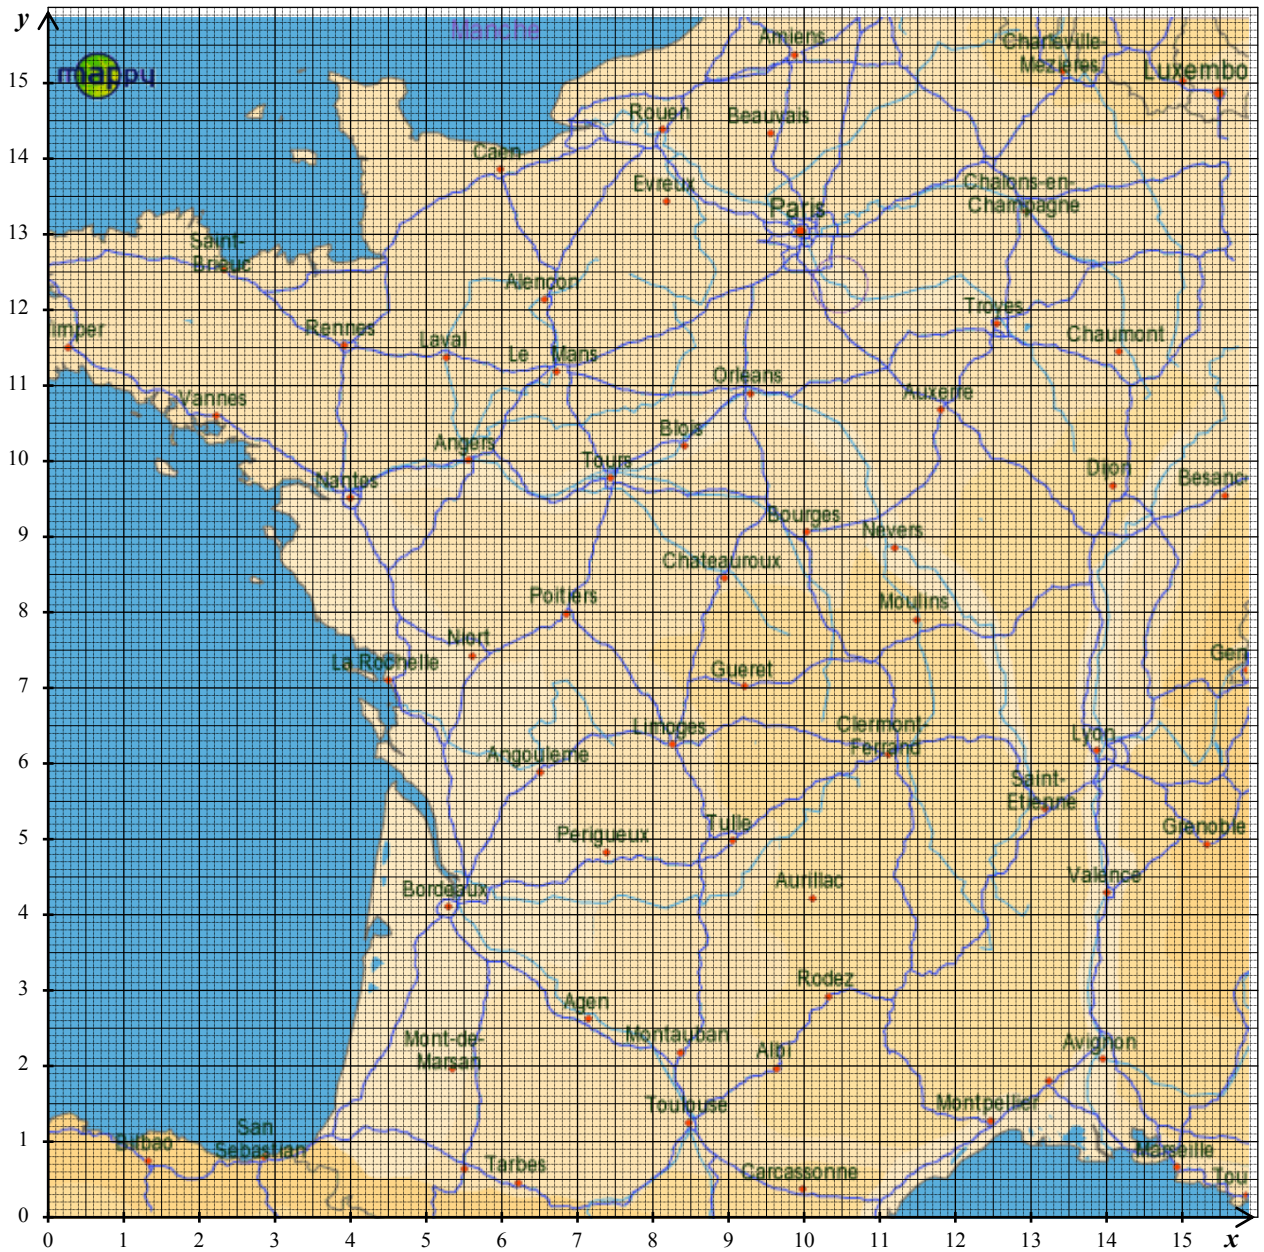 y
Manche
Amiens
Charleville-
Mezieres
Luxembo
mappy
15
Rouen
Beauvais
14
Caen
Evreux
Chalons-en-
Champagne
Paris
13
Saint-
Brieuc
Alencon
12
Troyes
imper
Rennes
Laval
Le Mans
Chaumont
11
Orleans
Vannes
Auxerre
Blois
Angers
10
Tours
Dijon
Nantes
Besanc
9
Bourges
Nevers
Chateauroux
8
Poitiers
Moulins
Niort
La Rochelle
Gen
7
Gueret
Limoges
Clermont-
Ferrand
Lyon
6
Angouleme
Saint-
Etienne
5
Perigueux
Tulle
Grenoble
Bordeaux
Aurillac
Valence
4
3
Rodez
Agen
Mont-de-
Marsan
Montauban
Albi
Avignon
2
Toulouse
Montpellier
1
Bilbao
San
Sebastian
Tarbes
Carcassonne
Marseille
Tou
0
0 1 2 3 4 5 6 7 8 9 10 11 12 13 14 15 x